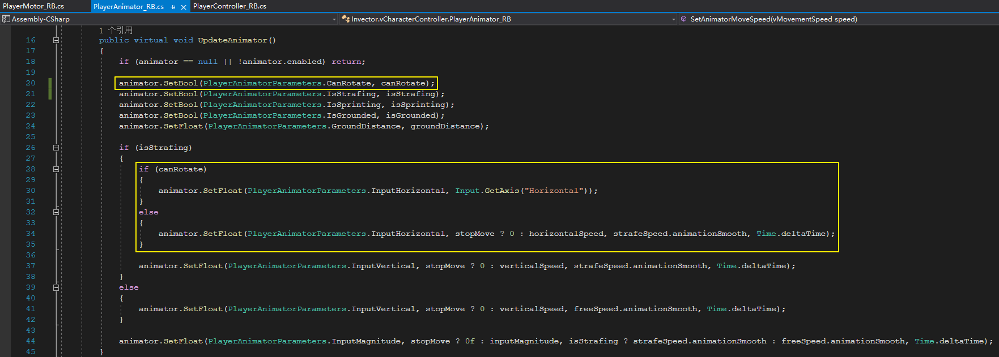 PlayerMotor_RB.cs PlayerAnimator_RB.cs PlayerController_RB.cs
Assembly-CSharp Invector.vCharacterController.PlayerAnimator_RB SetAnimatorMoveSpeed(vMovementSpeed speed)
1 个引用
16 public virtual void UpdateAnimator()
17 {
18 if (animator == null || !animator.enabled) return;
19
20 animator.SetBool(PlayerAnimatorParameters.CanRotate, canRotate);
21 animator.SetBool(PlayerAnimatorParameters.IsStrafing, isStrafing);
22 animator.SetBool(PlayerAnimatorParameters.IsSprinting, isSprinting);
23 animator.SetBool(PlayerAnimatorParameters.IsGrounded, isGrounded);
24 animator.SetFloat(PlayerAnimatorParameters.GroundDistance, groundDistance);
25
26 if (isStrafing)
27 {
28 if (canRotate)
29 {
30 animator.SetFloat(PlayerAnimatorParameters.InputHorizontal, Input.GetAxis("Horizontal"));
31 }
32 else
33 {
34 animator.SetFloat(PlayerAnimatorParameters.InputHorizontal, stopMove ? 0 : horizontalSpeed, strafeSpeed.animationSmooth, Time.deltaTime);
35 }
36
37 animator.SetFloat(PlayerAnimatorParameters.InputVertical, stopMove ? 0 : verticalSpeed, strafeSpeed.animationSmooth, Time.deltaTime);
38 }
39 else
40 {
41 animator.SetFloat(PlayerAnimatorParameters.InputVertical, stopMove ? 0 : verticalSpeed, freeSpeed.animationSmooth, Time.deltaTime);
42 }
43
44 animator.SetFloat(PlayerAnimatorParameters.InputMagnitude, stopMove ? 0f : inputMagnitude, isStrafing ? strafeSpeed.animationSmooth : freeSpeed.animationSmooth, Time.deltaTime);
45 }